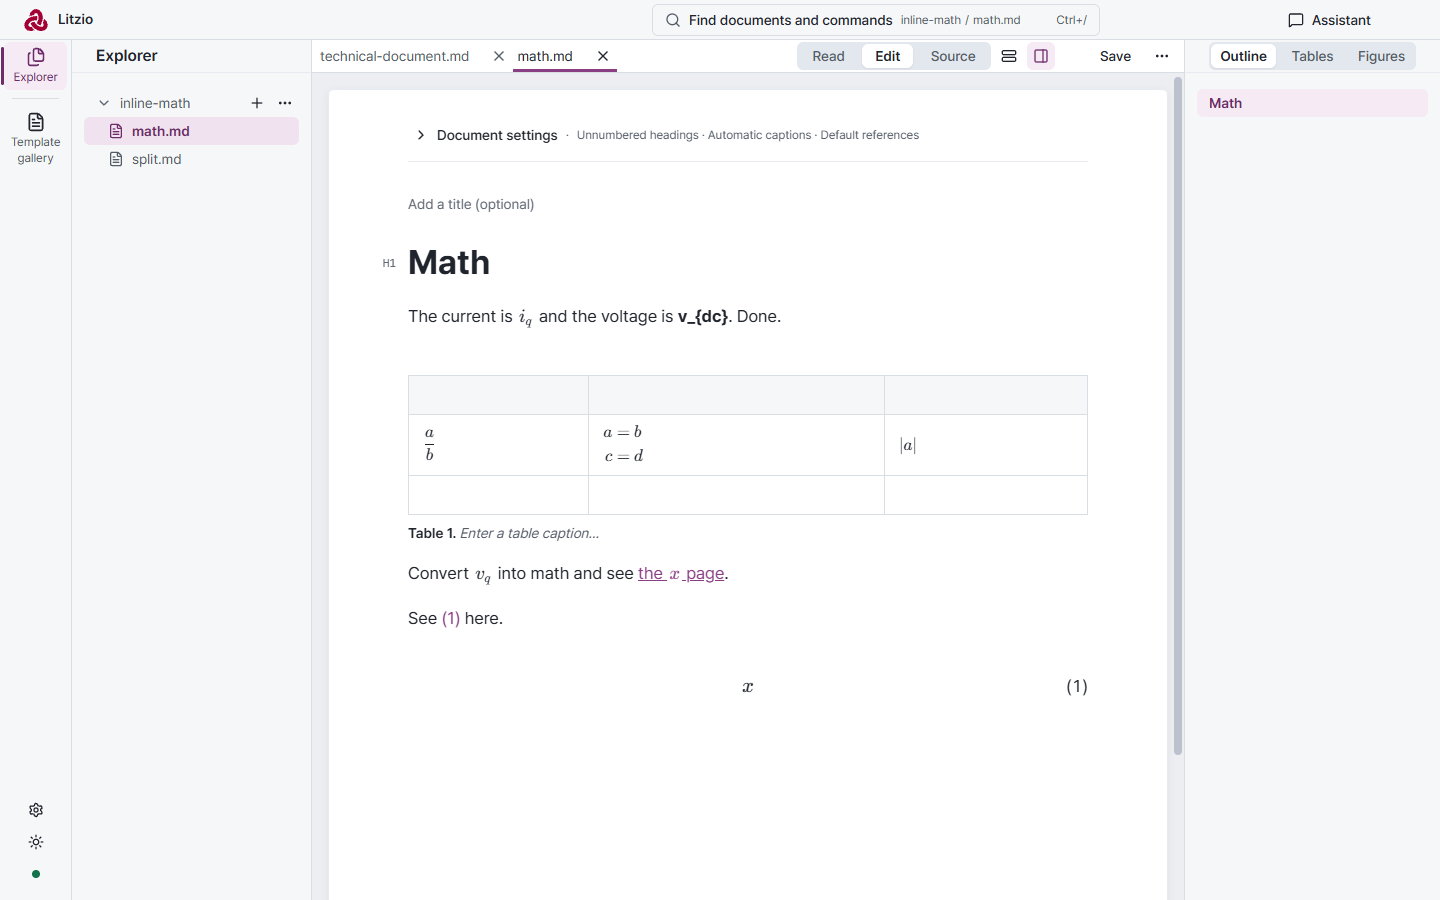 Litzio
Find documents and commands inline-math / math.md Ctrl+/
Assistant
Explorer
Template
gallery
Explorer
inline-math
math.md
split.md
technical-document.md
math.md
Read Edit Source
Save
Outline Tables Figures
Math
Document settings · Unnumbered headings · Automatic captions · Default references
Add a title (optional)
H1 Math
The current is i_q and the voltage is v_{dc}. Done.
a/b
a = b
c = d
|a|
Table 1. Enter a table caption...
Convert v_q into math and see the x page.
See (1) here.
x (1)